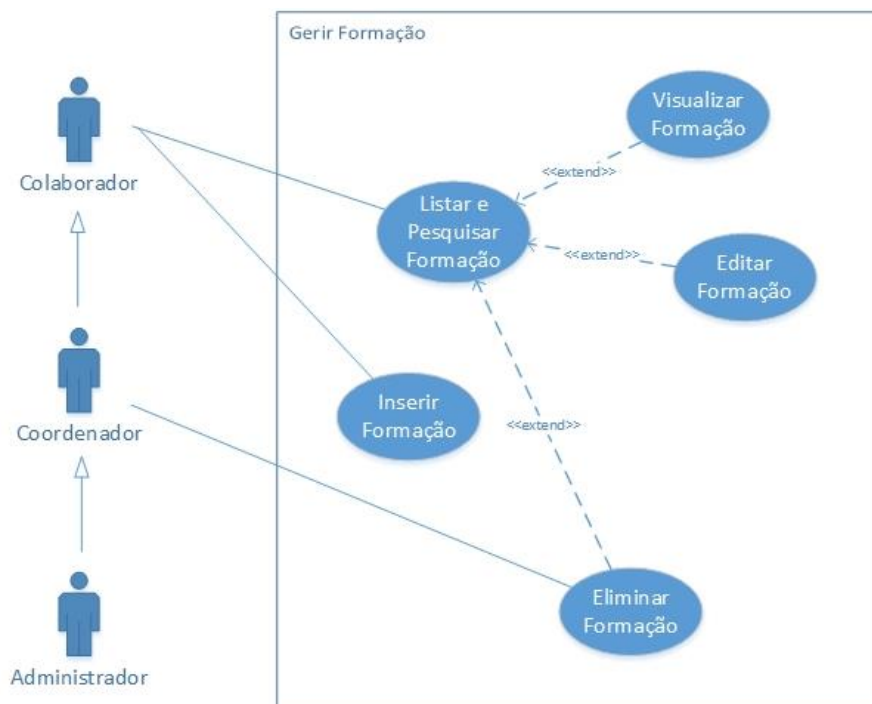 Gerir Formação
Visualizar
Formação
<<extend>>
Colaborador
Listar e
Pesquisar
Formação
<<extend>>
Editar
Formação
Inserir
Formação
<<extend>>
Coordenador
Eliminar
Formação
Administrador